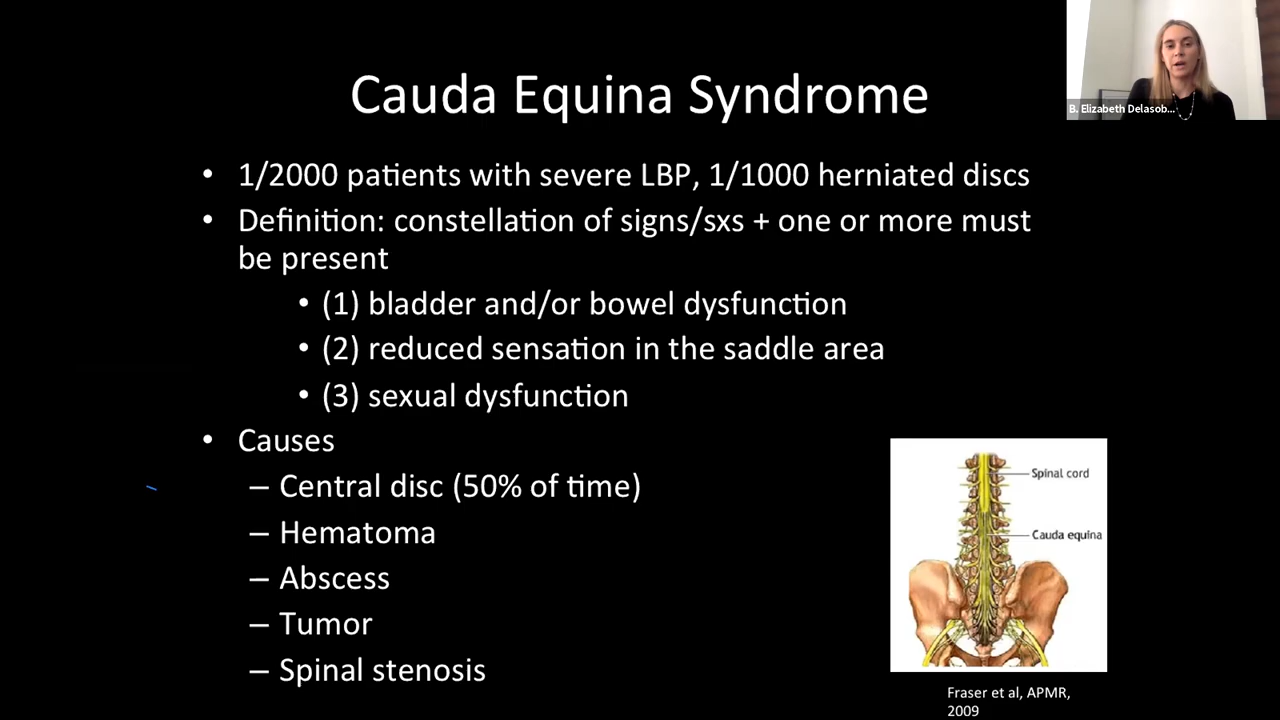 Cauda Equina Syndrome
B. Elizabeth Delasob...
• 1/2000 patients with severe LBP, 1/1000 herniated discs
• Definition: constellation of signs/sxs + one or more must
be present
• (1) bladder and/or bowel dysfunction
• (2) reduced sensation in the saddle area
• (3) sexual dysfunction
• Causes
– Central disc (50% of time)
– Hematoma
– Abscess
– Tumor
– Spinal stenosis
Spinal cord
Cauda equina
Fraser et al, APMR,
2009